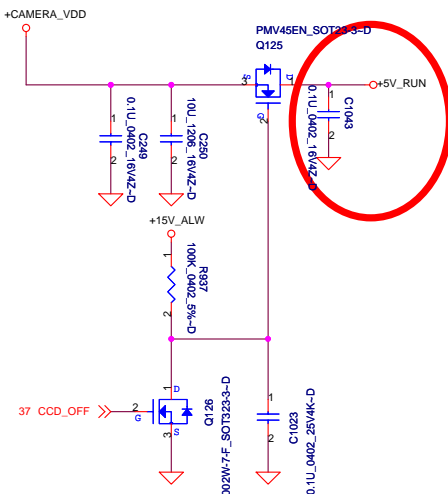 +CAMERA_VDD
PMV45EN_SOT23-3~D
Q125
3
S
D
1
+5V_RUN
G
2
1
2
C1043
0.1U_0402_16V4Z~D
1
2
C249
0.1U_0402_16V4Z~D
1
2
C250
10U_1206_16V4Z~D
+15V_ALW
1
2
R937
100K_0402_5%~D
37 CCD_OFF
2
G
1
D
3
S
Q126
002W-7-F_SOT323-3~D
1
2
C1023
0.1U_0402_25V4K~D